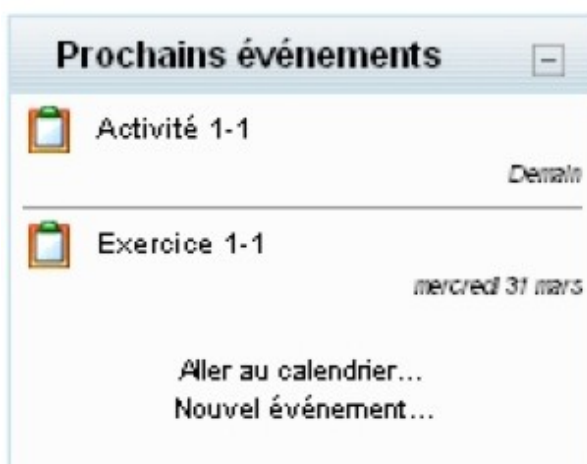 Prochains événements
Activité 1-1
Demain
Exercice 1-1
mercredi 31 mars
Aller au calendrier...
Nouvel événement...